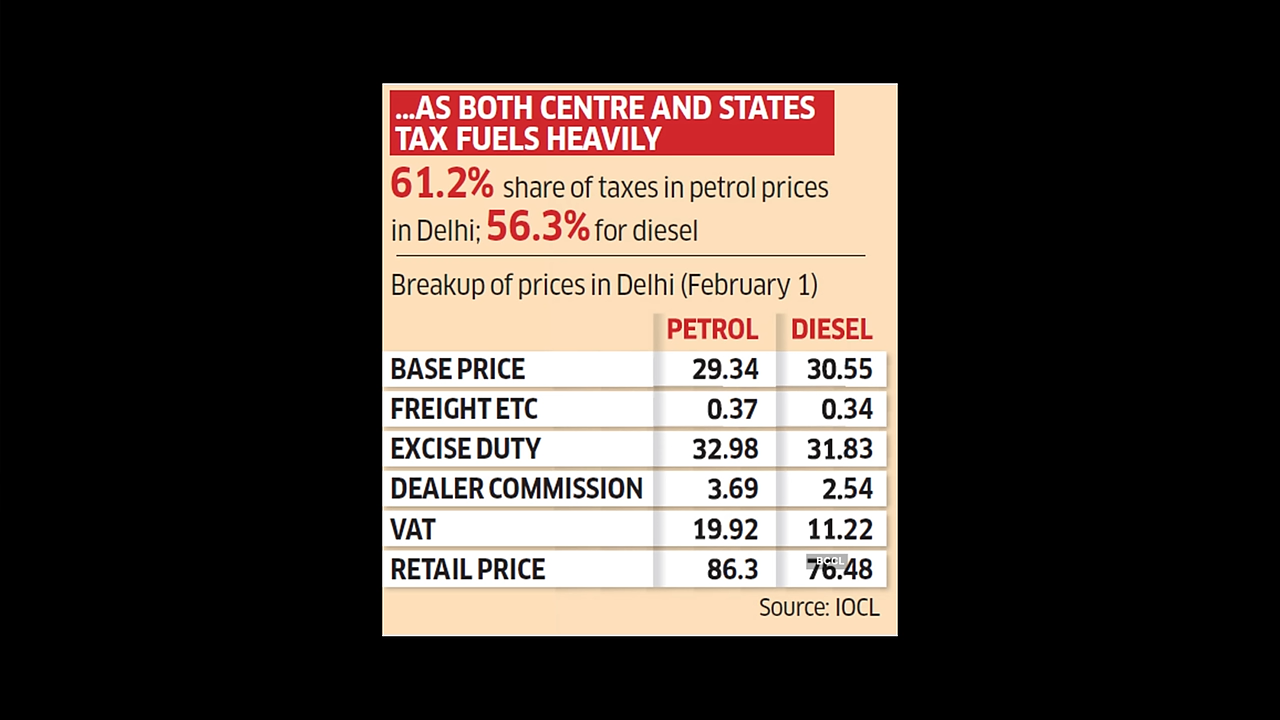 ...AS BOTH CENTRE AND STATES
TAX FUELS HEAVILY
61.2% share of taxes in petrol prices
in Delhi; 56.3% for diesel
Breakup of prices in Delhi (February 1)
PETROL DIESEL
BASE PRICE 29.34 30.55
FREIGHT ETC 0.37 0.34
EXCISE DUTY 32.98 31.83
DEALER COMMISSION 3.69 2.54
VAT 19.92 11.22
BCCL
RETAIL PRICE 86.3 76.48
Source: IOCL